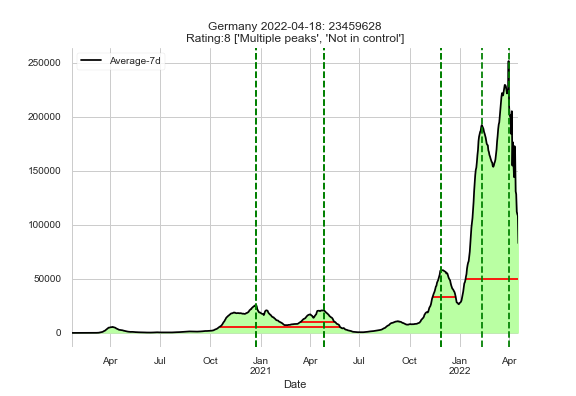 Germany 2022-04-18: 23459628
Rating:8 ['Multiple peaks', 'Not in control']
Average-7d
250000
200000
150000
100000
50000
0
Apr Jul Oct Jan Apr Jul Oct Jan Apr
2021 2022
Date